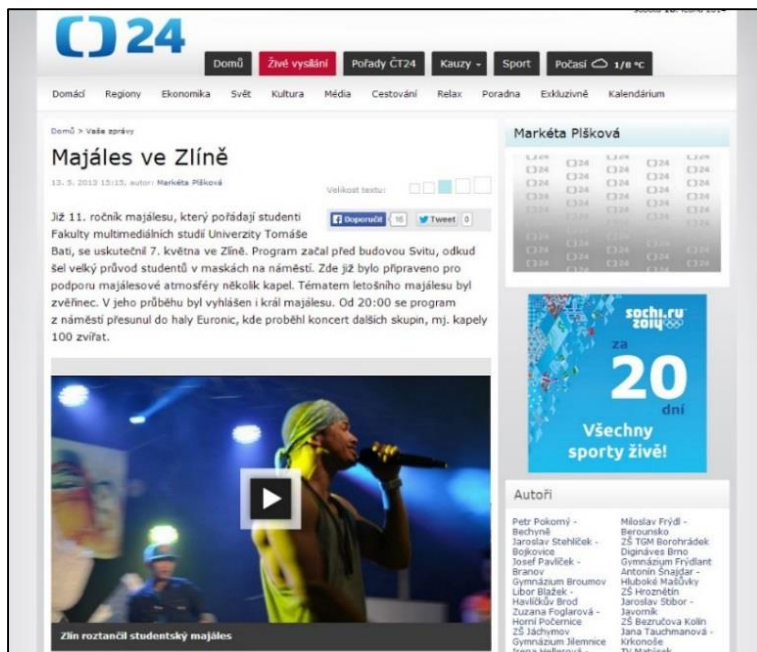 24
Domů Živé vysílání Pořady ČT24 Kauzy Sport Počasí 1/8 °C
Domácí Regiony Ekonomika Svět Kultura Média Cestování Relax Poradna Exkluzivně Kalendárium
Domů > Vaše zprávy
Majáles ve Zlíně
13. 5. 2013 15:15, autor: Markéta Plšková
Velikost textu:
Již 11. ročník majálesu, který pořádají studenti
Doporučit 16 Tweet 0
Fakulty multimediálních studií Univerzity Tomáše
Bati, se uskutečnil 7. května ve Zlíně. Program začal před budovou Svitu, odkud
šel velký průvod studentů v maskách na náměstí. Zde již bylo připraveno pro
podporu majálesové atmosféry několik kapel. Tématem letošního majálesu byl
zvěřinec. V jeho průběhu byl vyhlášen i král majálesu. Od 20:00 se program
z náměstí přesunul do haly Euronic, kde proběhl koncert dalších skupin, mj. kapely
100 zvířat.
Zlín roztančil studentský majáles
Markéta Plšková
sochi.ru
2014
za
20
dní
Všechny
sporty živě!
Autoři
Petr Pokorný -
Bechyně
Jaroslav Stehlíček -
Bojkovice
Josef Pavlíček -
Branov
Gymnázium Broumov
Libor Blažek -
Havlíčkův Brod
Zuzana Foglarová -
Horní Počernice
ZŠ Jáchymov
Gymnázium Jilemnice
Irena Hellerová -
Miloslav Frýdl -
Berounsko
ZŠ TGM Borohrádek
Digináves Brno
Gymnázium Frýdlant
Antonín Šnajdar -
Hluboké Mašůvky
ZŠ Hroznětín
Jaroslav Stibor -
Javorník
ZŠ Bezručova Kolín
Jana Tauchmanová -
Krkonoše
TV Matýsek